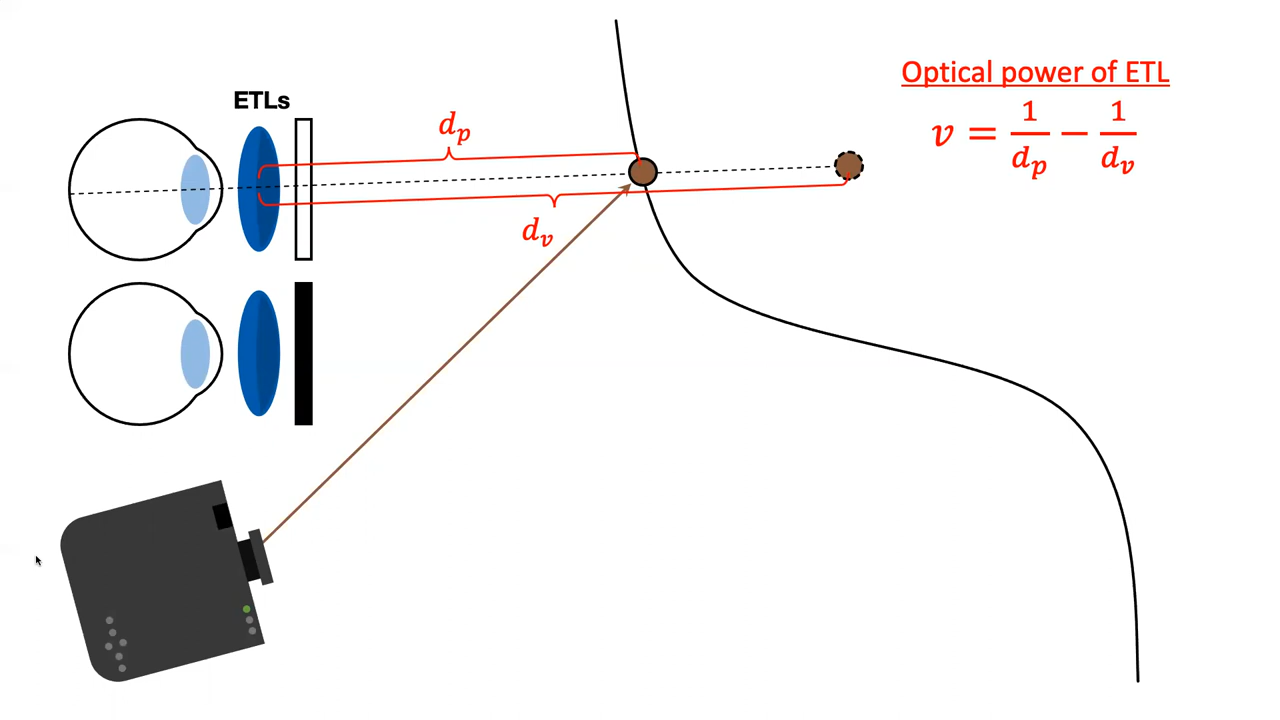 ETLs
d_p
d_v
Optical power of ETL
v = 1/d_p − 1/d_v